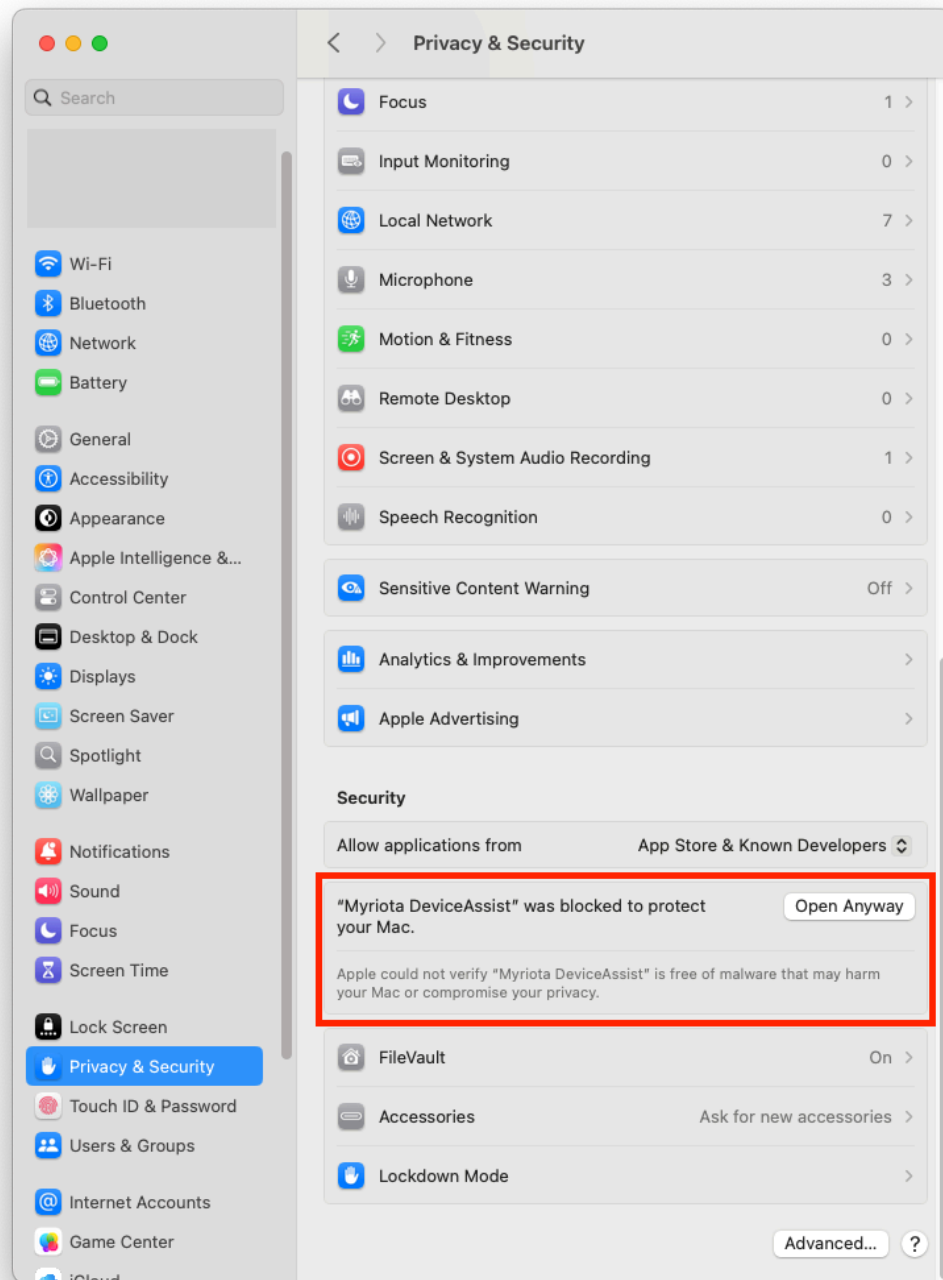 Search
Wi-Fi
Bluetooth
Network
Battery
General
Accessibility
Appearance
Apple Intelligence &...
Control Center
Desktop & Dock
Displays
Screen Saver
Spotlight
Wallpaper
Notifications
Sound
Focus
Screen Time
Lock Screen
Privacy & Security
Touch ID & Password
Users & Groups
Internet Accounts
Game Center
iCloud
Privacy & Security
Focus 1
Input Monitoring 0
Local Network 7
Microphone 3
Motion & Fitness 0
Remote Desktop 0
Screen & System Audio Recording 1
Speech Recognition 0
Sensitive Content Warning Off
Analytics & Improvements
Apple Advertising
Security
Allow applications from App Store & Known Developers
“Myriota DeviceAssist” was blocked to protect Open Anyway
your Mac.
Apple could not verify “Myriota DeviceAssist” is free of malware that may harm
your Mac or compromise your privacy.
FileVault On
Accessories Ask for new accessories
Lockdown Mode
Advanced... ?